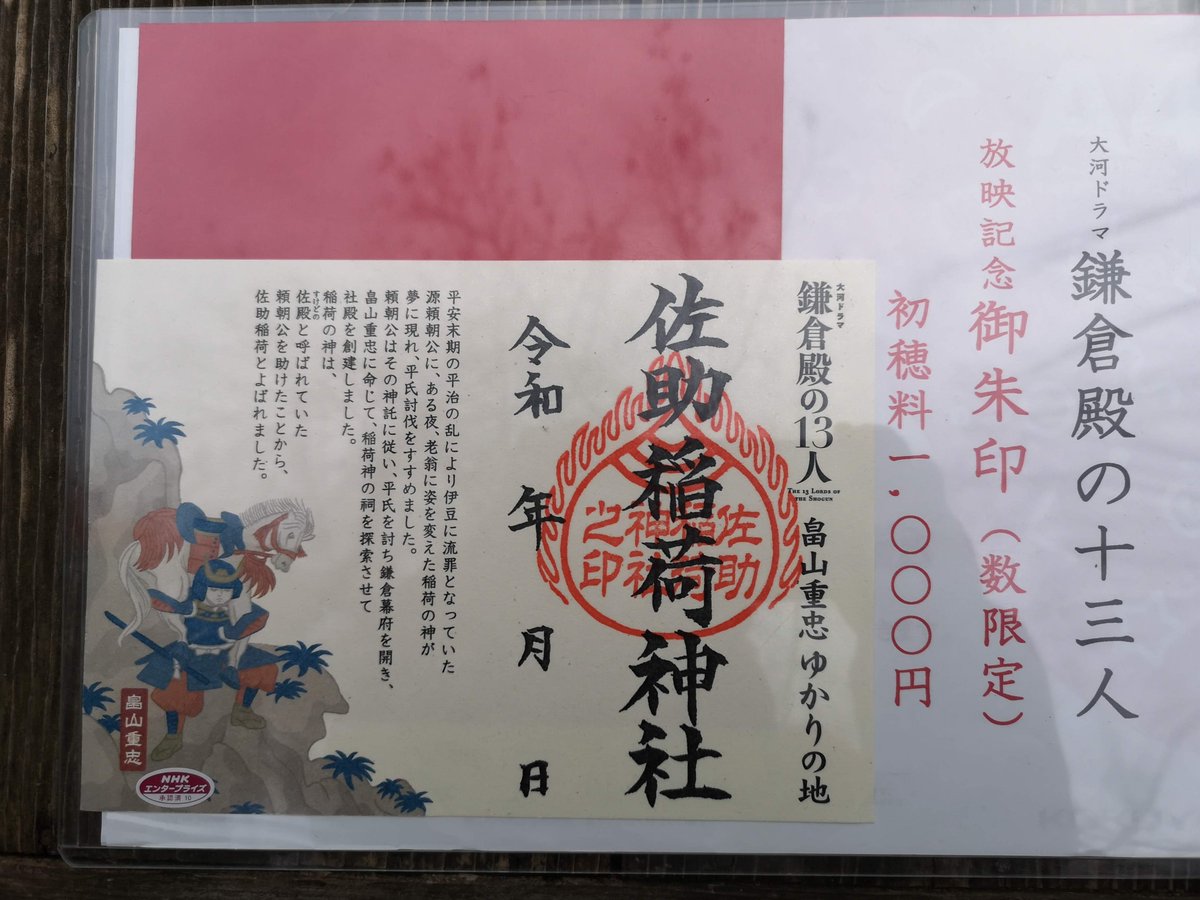 大河ドラマ 鎌倉殿の十三人
放映記念 御朱印（数限定）
初穂料一,〇〇〇円
大河ドラマ
鎌倉殿の13人
THE 13 LORDS OF
THE SHOGUN
畠山重忠 ゆかりの地
佐助稲荷神社
佐助
稲荷
神社
之印
令和 年 月 日
平安末期の平治の乱により伊豆に流罪となっていた
源頼朝公に、ある夜、老翁に姿を変えた稲荷の神が
夢に現れ、平氏討伐をすすめました。
頼朝公はその神託に従い、平氏を討ち鎌倉幕府を開き、
畠山重忠に命じて、稲荷神の祠を探索させて
社殿を創建しました。
稲荷の神は、
佐殿と呼ばれていた
すけどの
頼朝公を助けたことから、
佐助稲荷とよばれました。
畠山重忠
NHK
エンタープライズ
承認済 10